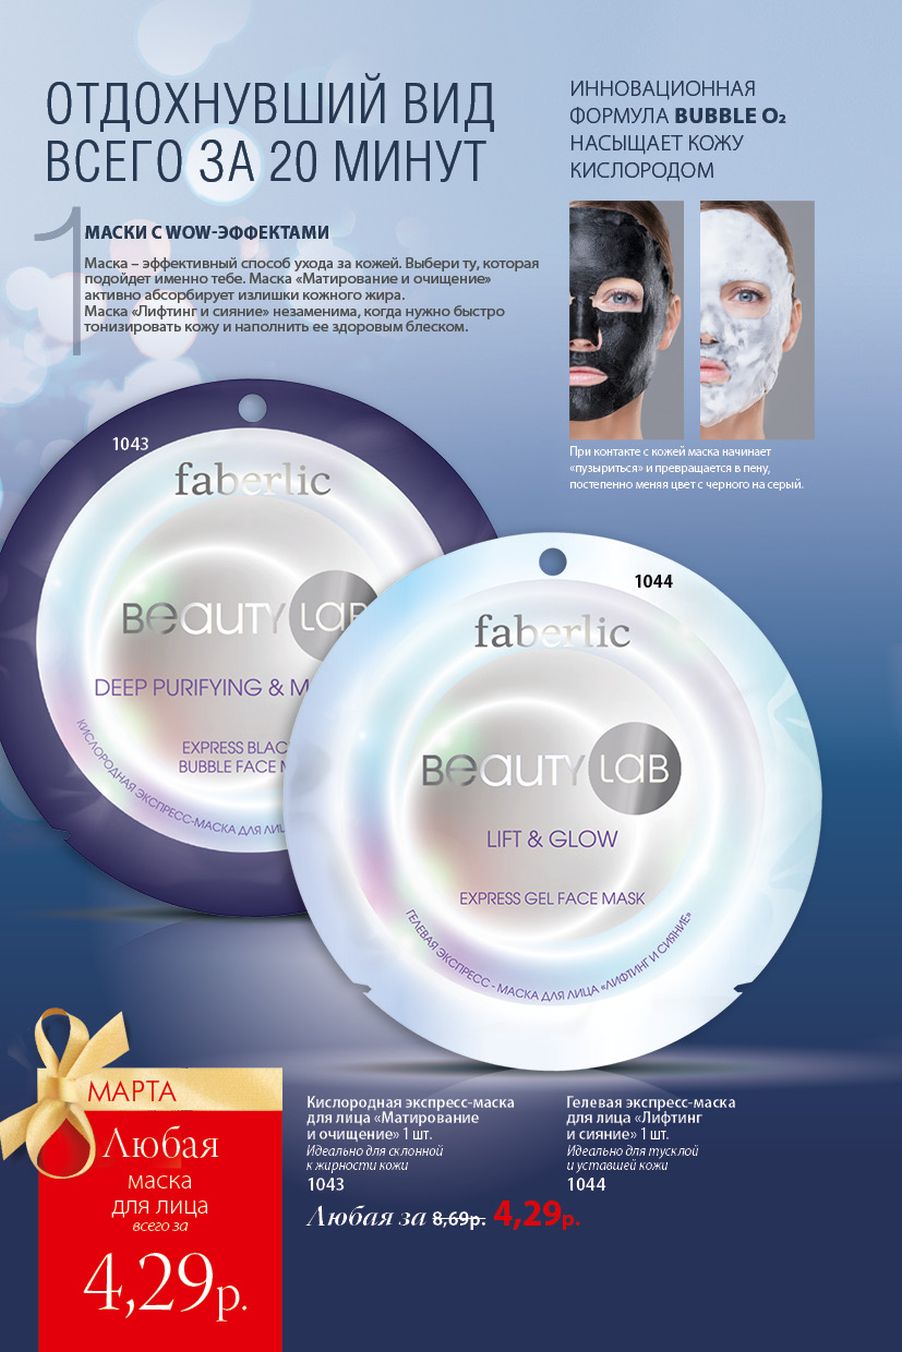 ОТДОХНУВШИЙ ВИД
ВСЕГО ЗА 20 МИНУТ
ИННОВАЦИОННАЯ
ФОРМУЛА BUBBLE O₂
НАСЫЩАЕТ КОЖУ
КИСЛОРОДОМ
1
МАСКИ С WOW-ЭФФЕКТАМИ
Маска – эффективный способ ухода за кожей. Выбери ту, которая
подойдет именно тебе. Маска «Матирование и очищение»
активно абсорбирует излишки кожного жира.
Маска «Лифтинг и сияние» незаменима, когда нужно быстро
тонизировать кожу и наполнить ее здоровым блеском.
При контакте с кожей маска начинает
«пузыриться» и превращается в пену,
постепенно меняя цвет с черного на серый.
1043
faberlic
BeauTY LAB
DEEP PURIFYING & M
EXPRESS BLAC
BUBBLE FACE M
КИСЛОРОДНАЯ ЭКСПРЕСС-МАСКА ДЛЯ ЛИЦ
1044
faberlic
BeauTY LAB
LIFT & GLOW
EXPRESS GEL FACE MASK
ГЕЛЕВАЯ ЭКСПРЕСС - МАСКА ДЛЯ ЛИЦА «ЛИФТИНГ И СИЯНИЕ»
МАРТА
Любая
маска
для лица
всего за
4,29р.
Кислородная экспресс-маска
для лица «Матирование
и очищение» 1 шт.
Идеально для склонной
к жирности кожи
1043
Гелевая экспресс-маска
для лица «Лифтинг
и сияние» 1 шт.
Идеально для тусклой
и уставшей кожи
1044
Любая за 8,69р. 4,29р.